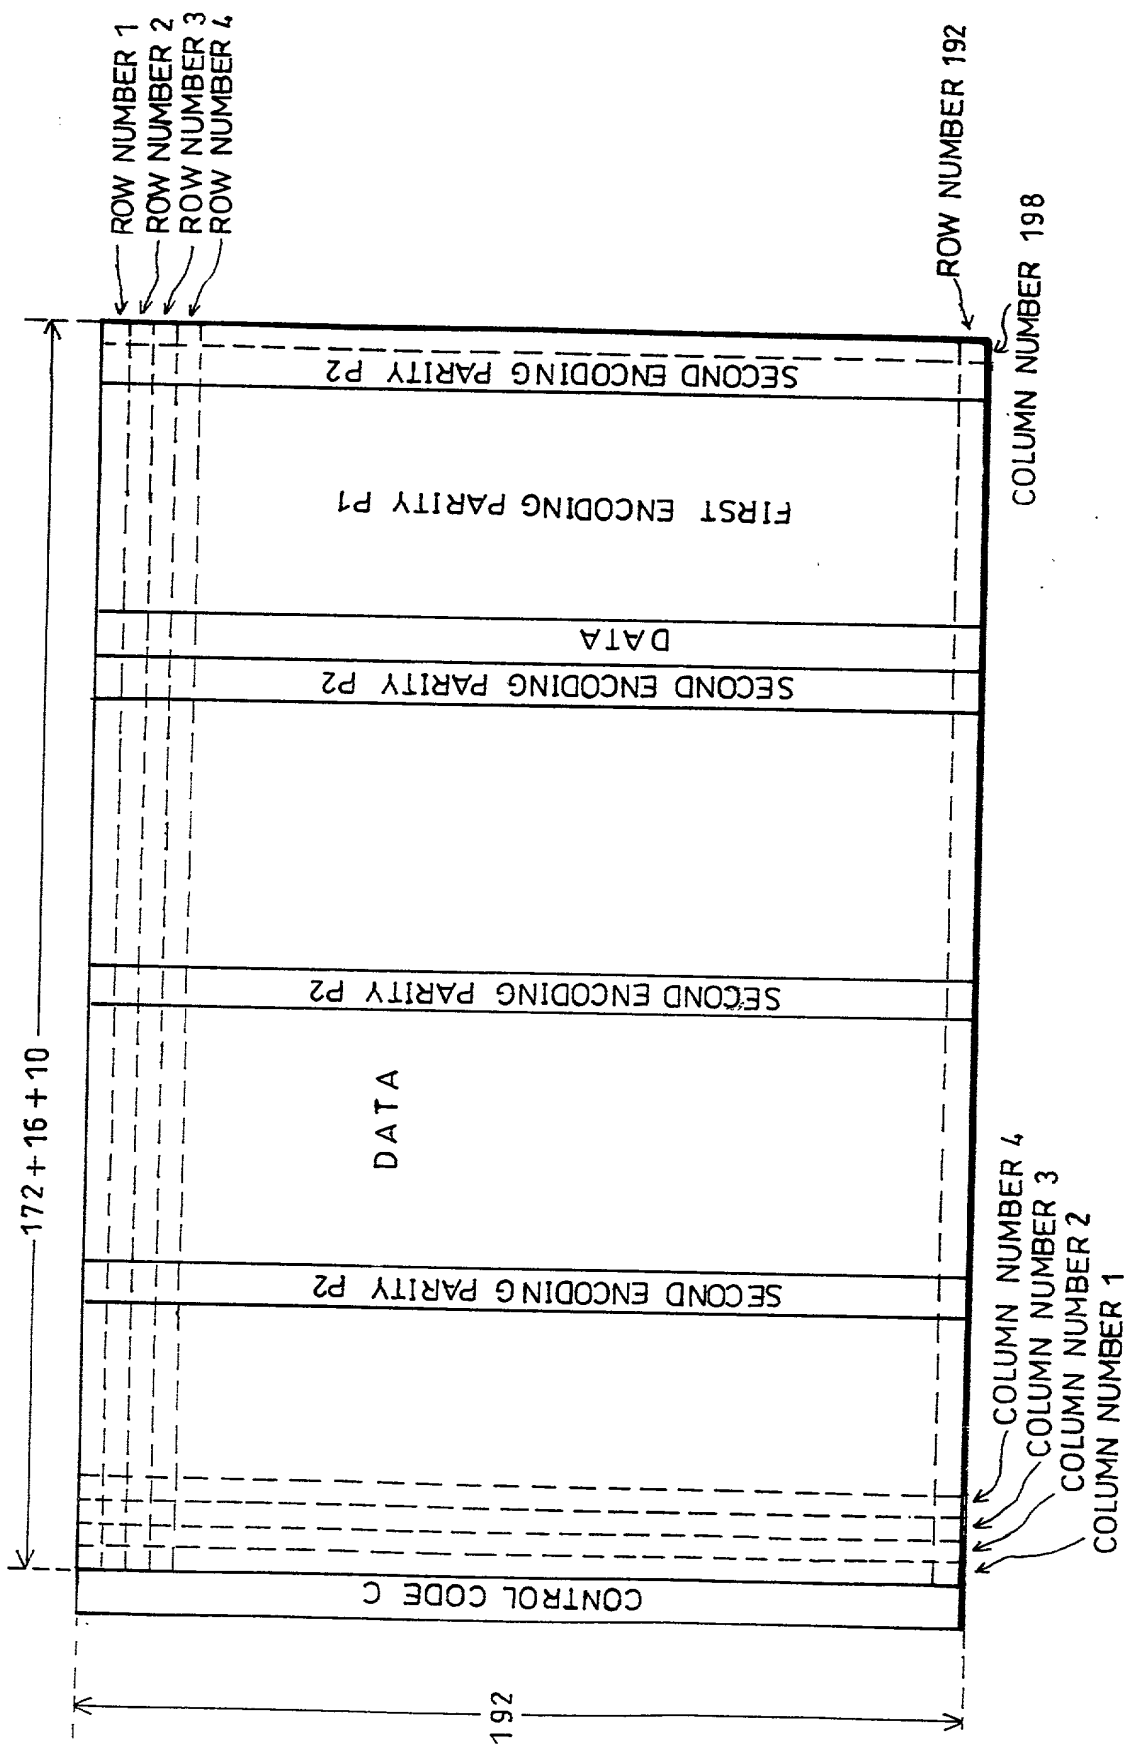 ROW NUMBER 1
ROW NUMBER 2
ROW NUMBER 3
ROW NUMBER 4
172 + 16 + 10
CONTROL CODE C
SECOND ENCODING PARITY P2
DATA
SECOND ENCODING PARITY P2
SECOND ENCODING PARITY P2
DATA
FIRST ENCODING PARITY P1
SECOND ENCODING PARITY P2
192
ROW NUMBER 192
COLUMN NUMBER 198
COLUMN NUMBER 4
COLUMN NUMBER 3
COLUMN NUMBER 2
COLUMN NUMBER 1